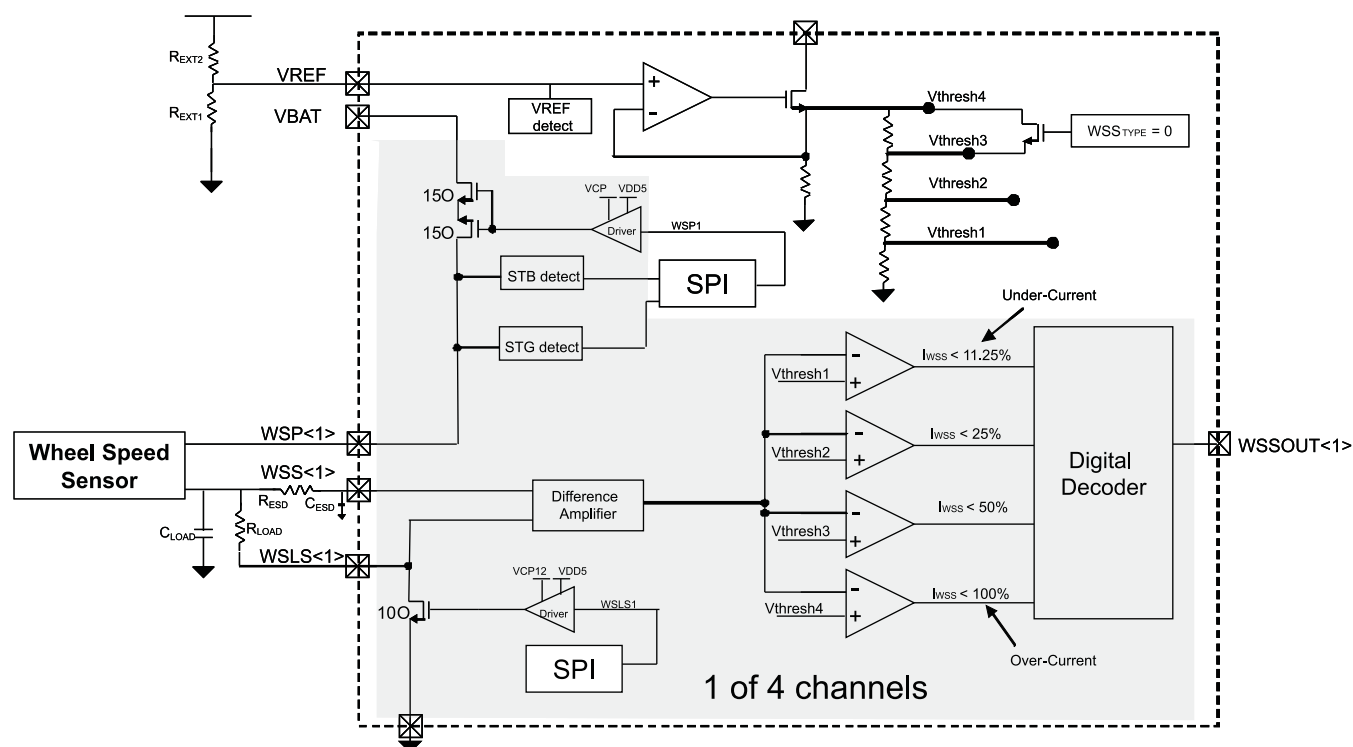 REXT2
REXT1
VREF
VBAT
VREF
detect
+
-
Vthresh4
Vthresh3
Vthresh2
Vthresh1
WSS TYPE = 0
15O
15O
VCP
VDD5
Driver
WSP1
STB detect
SPI
STG detect
Under-Current
IWSS < 11.25%
Vthresh1
-
+
IWSS < 25%
Vthresh2
-
+
IWSS < 50%
Vthresh3
-
+
IWSS < 100%
Vthresh4
-
+
Over-Current
Digital
Decoder
WSSOUT<1>
Wheel Speed
Sensor
WSP<1>
WSS<1>
RESD
CESD
CLOAD
RLOAD
WSLS<1>
Difference
Amplifier
10O
VCP12
VDD5
Driver
WSLS1
SPI
1 of 4 channels